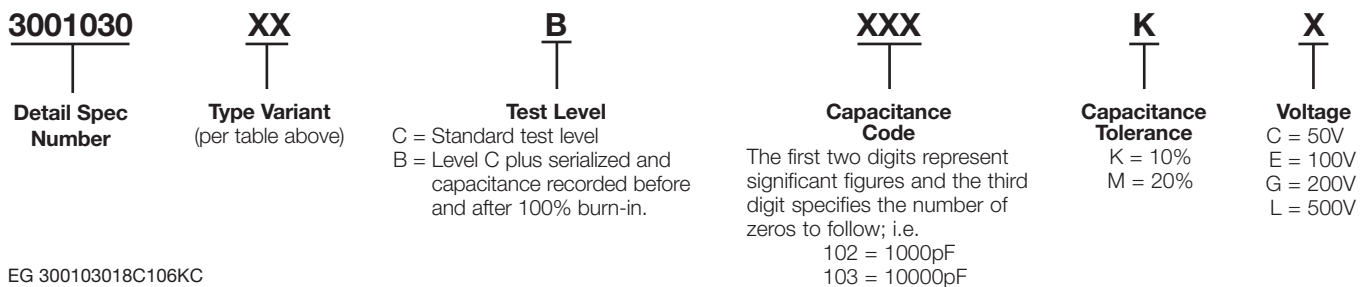 3001030
Detail Spec
Number
XX
Type Variant
(per table above)
B
Test Level
C = Standard test level
B = Level C plus serialized and
capacitance recorded before
and after 100% burn-in.
XXX
Capacitance
Code
The first two digits represent
significant figures and the third
digit specifies the number of
zeros to follow; i.e.
102 = 1000pF
103 = 10000pF
K
Capacitance
Tolerance
K = 10%
M = 20%
X
Voltage
C = 50V
E = 100V
G = 200V
L = 500V
EG 300103018C106KC